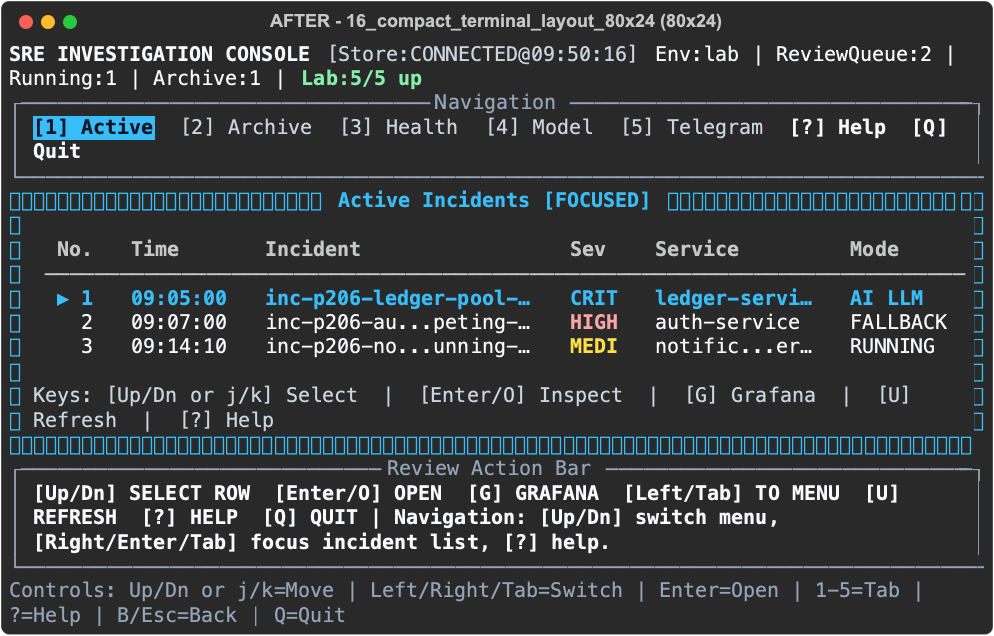 AFTER - 16_compact_terminal_layout_80x24 (80x24)
SRE INVESTIGATION CONSOLE [Store:CONNECTED@09:50:16] Env:lab | ReviewQueue:2 |
Running:1 | Archive:1 | Lab:5/5 up
Navigation
[1] Active [2] Archive [3] Health [4] Model [5] Telegram [?] Help [Q]
Quit
Active Incidents [FOCUSED]
No. Time Incident Sev Service Mode
▶ 1 09:05:00 inc-p206-ledger-pool-… CRIT ledger-servi… AI LLM
2 09:07:00 inc-p206-au...peting-… HIGH auth-service FALLBACK
3 09:14:10 inc-p206-no...unning-… MEDI notific...er… RUNNING
Keys: [Up/Dn or j/k] Select | [Enter/O] Inspect | [G] Grafana | [U]
Refresh | [?] Help
Review Action Bar
[Up/Dn] SELECT ROW [Enter/O] OPEN [G] GRAFANA [Left/Tab] TO MENU [U]
REFRESH [?] HELP [Q] QUIT | Navigation: [Up/Dn] switch menu,
[Right/Enter/Tab] focus incident list, [?] help.
Controls: Up/Dn or j/k=Move | Left/Right/Tab=Switch | Enter=Open | 1-5=Tab |
?=Help | B/Esc=Back | Q=Quit